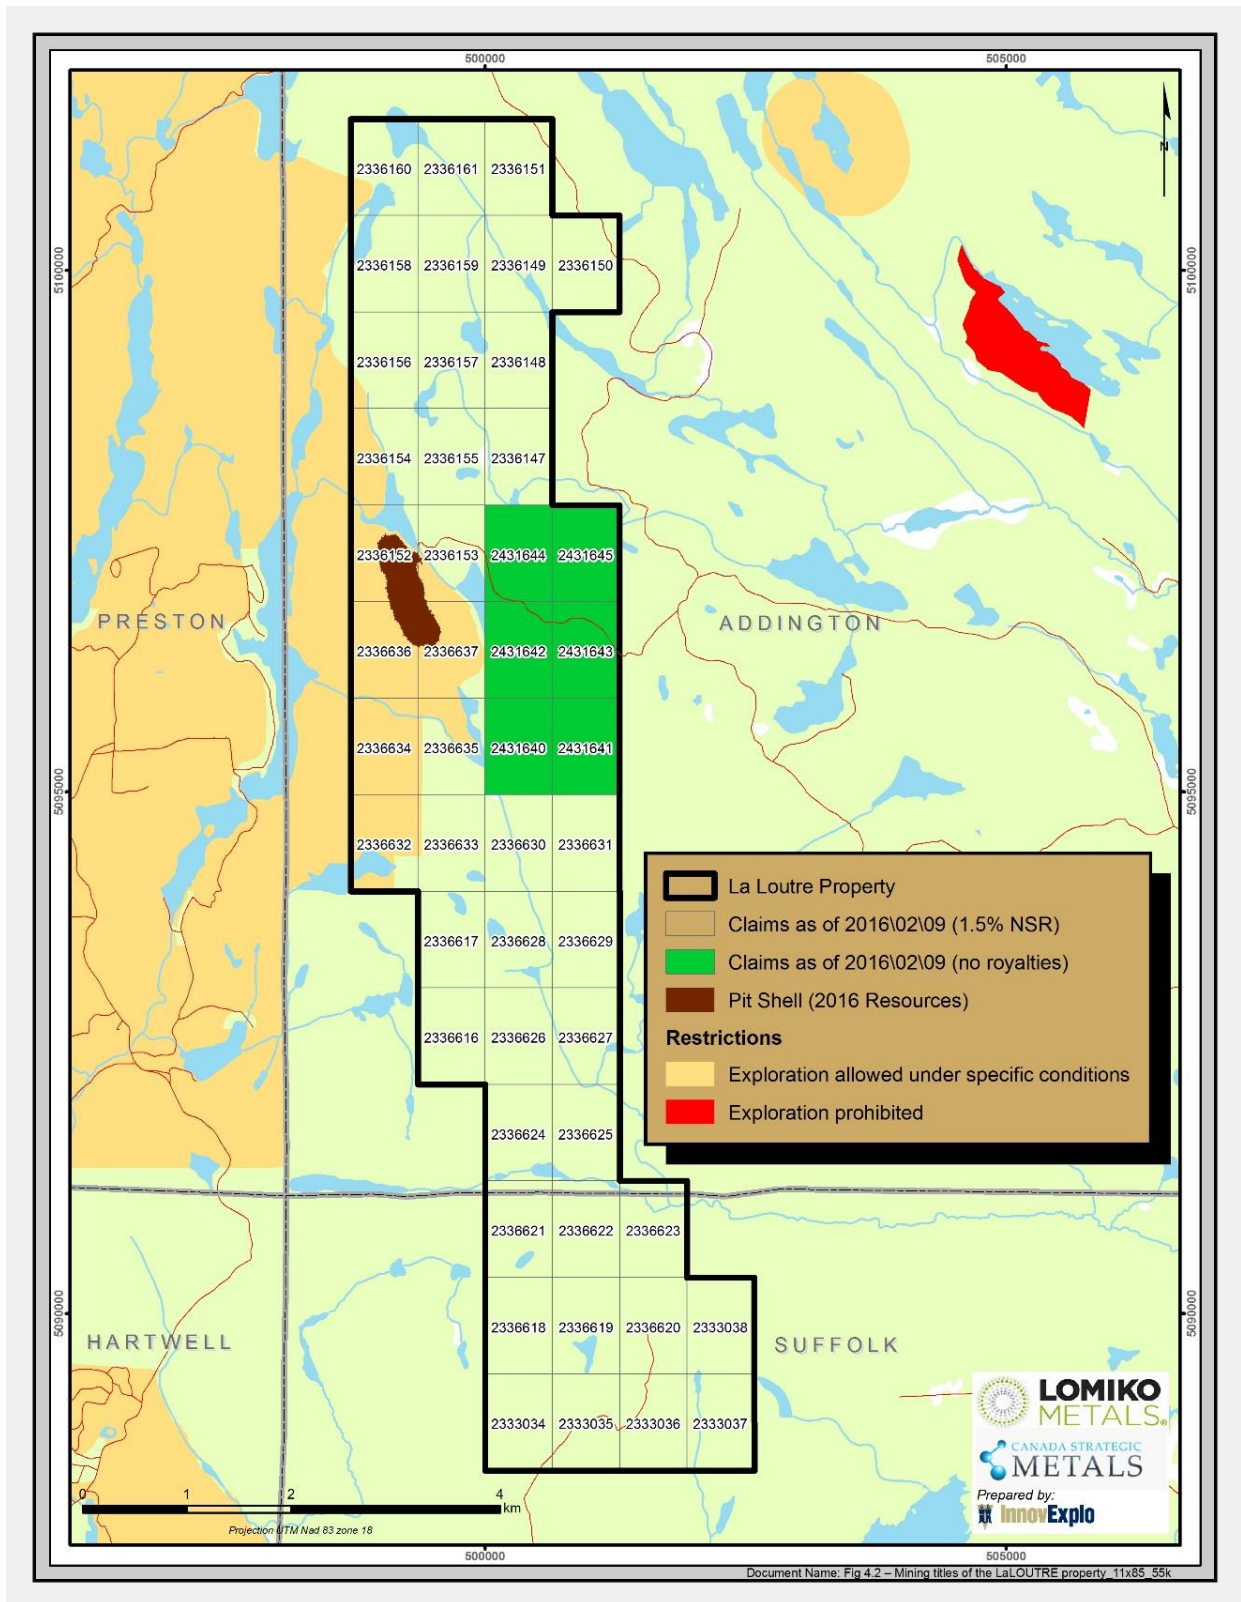 500000 505000
N
2336160 2336161 2336151
5100000 5100000
2336158 2336159 2336149 2336150
2336156 2336157 2336148
2336154 2336155 2336147
2336152 2336153 2431644 2431645
PRESTON ADDINGTON
2336636 2336637 2431642 2431643
2336634 2336635 2431640 2431641
5095000 5095000
2336632 2336633 2336630 2336631
La Loutre Property
Claims as of 2016\02\09 (1.5% NSR)
Claims as of 2016\02\09 (no royalties)
Pit Shell (2016 Resources)
Restrictions
Exploration allowed under specific conditions
Exploration prohibited
2336617 2336628 2336629
2336616 2336626 2336627
2336624 2336625
2336621 2336622 2336623
5090000 5090000
2336618 2336619 2336620 2333038
HARTWELL SUFFOLK
2333034 2333035 2333036 2333037
LOMIKO
METALS®
CANADA STRATEGIC
METALS
Prepared by:
InnovExplo
0 1 2 4
km
Projection UTM Nad 83 zone 18
500000 505000
Document Name: Fig 4.2 – Mining titles of the LaLOUTRE property_11x85_55k